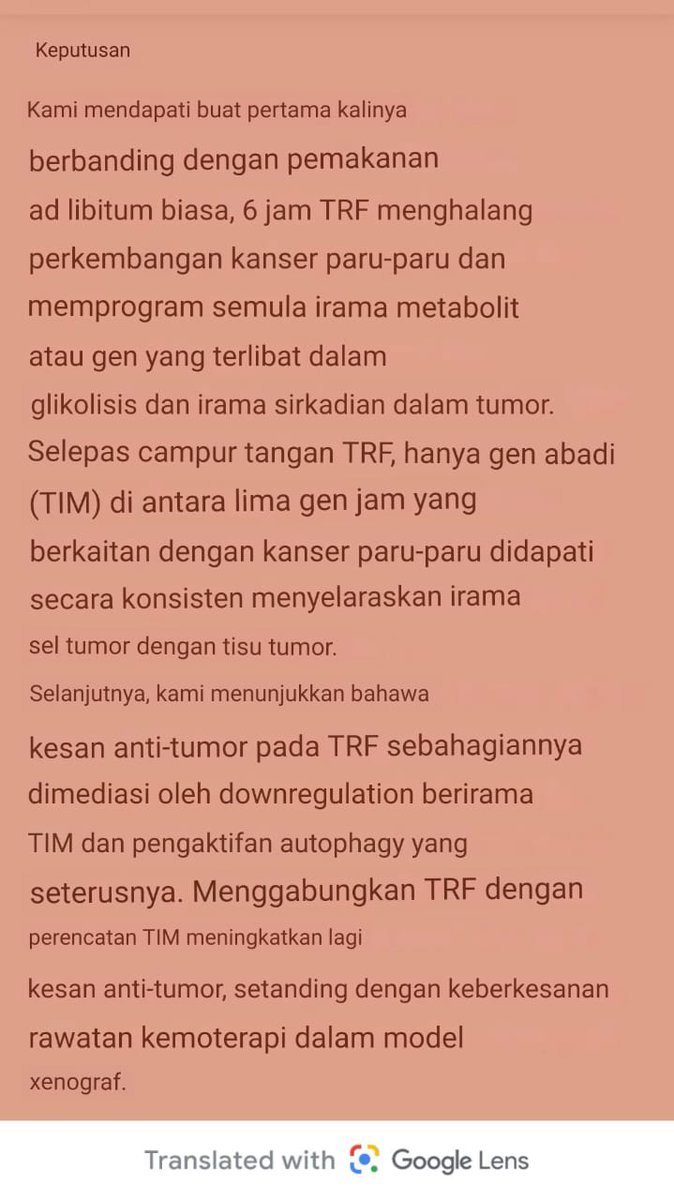 Keputusan
Kami mendapati buat pertama kalinya
berbanding dengan pemakanan
ad libitum biasa, 6 jam TRF menghalang
perkembangan kanser paru-paru dan
memprogram semula irama metabolit
atau gen yang terlibat dalam
glikolisis dan irama sirkadian dalam tumor.
Selepas campur tangan TRF, hanya gen abadi
(TIM) di antara lima gen jam yang
berkaitan dengan kanser paru-paru didapati
secara konsisten menyelaraskan irama
sel tumor dengan tisu tumor.
Selanjutnya, kami menunjukkan bahawa
kesan anti-tumor pada TRF sebahagiannya
dimediasi oleh downregulation berirama
TIM dan pengaktifan autophagy yang
seterusnya. Menggabungkan TRF dengan
perencatan TIM meningkatkan lagi
kesan anti-tumor, setanding dengan keberkesanan
rawatan kemoterapi dalam model
xenograf.
Translated with Google Lens